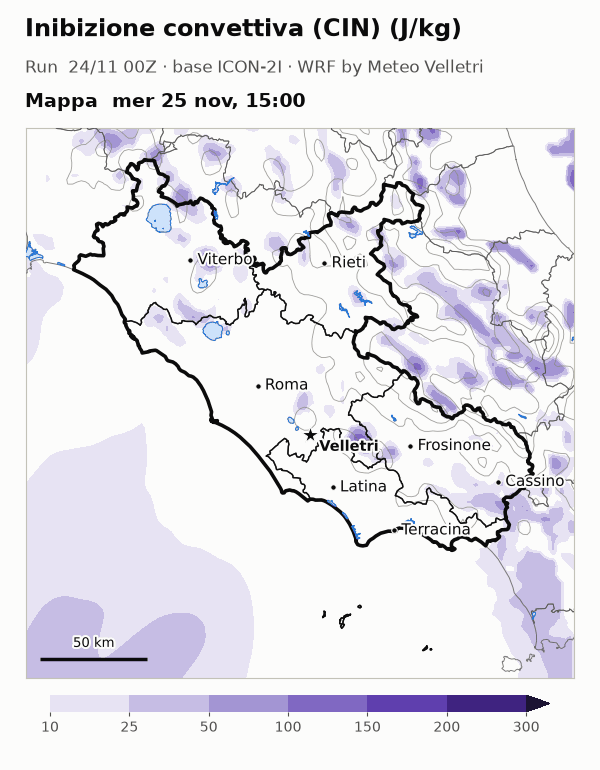 Inibizione convettiva (CIN) (J/kg)
Run  24/11 00Z · base ICON-2I · WRF by Meteo Velletri
Mappa  mer 25 nov, 15:00
Viterbo
Rieti
Roma
Velletri
Frosinone
Cassino
Latina
Terracina
50 km
10 25 50 100 150 200 300